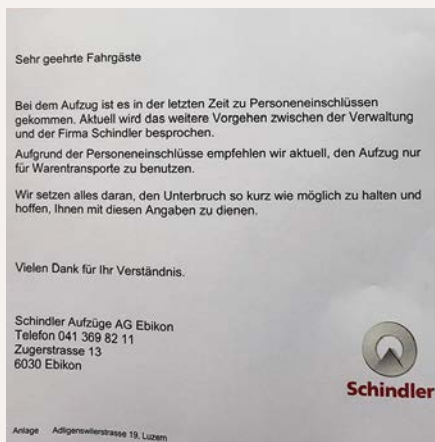 Sehr geehrte Fahrgäste
Bei dem Aufzug ist es in der letzten Zeit zu Personeneinschlüssen
gekommen. Aktuell wird das weitere Vorgehen zwischen der Verwaltung
und der Firma Schindler besprochen.
Aufgrund der Personeneinschlüsse empfehlen wir aktuell, den Aufzug nur
für Warentransporte zu benutzen.
Wir setzen alles daran, den Unterbruch so kurz wie möglich zu halten und
hoffen, Ihnen mit diesen Angaben zu dienen.
Vielen Dank für Ihr Verständnis.
Schindler Aufzüge AG Ebikon
Telefon 041 369 82 11
Zugerstrasse 13
6030 Ebikon
Schindler
Anlage Adligenswilerstrasse 19, Luzern